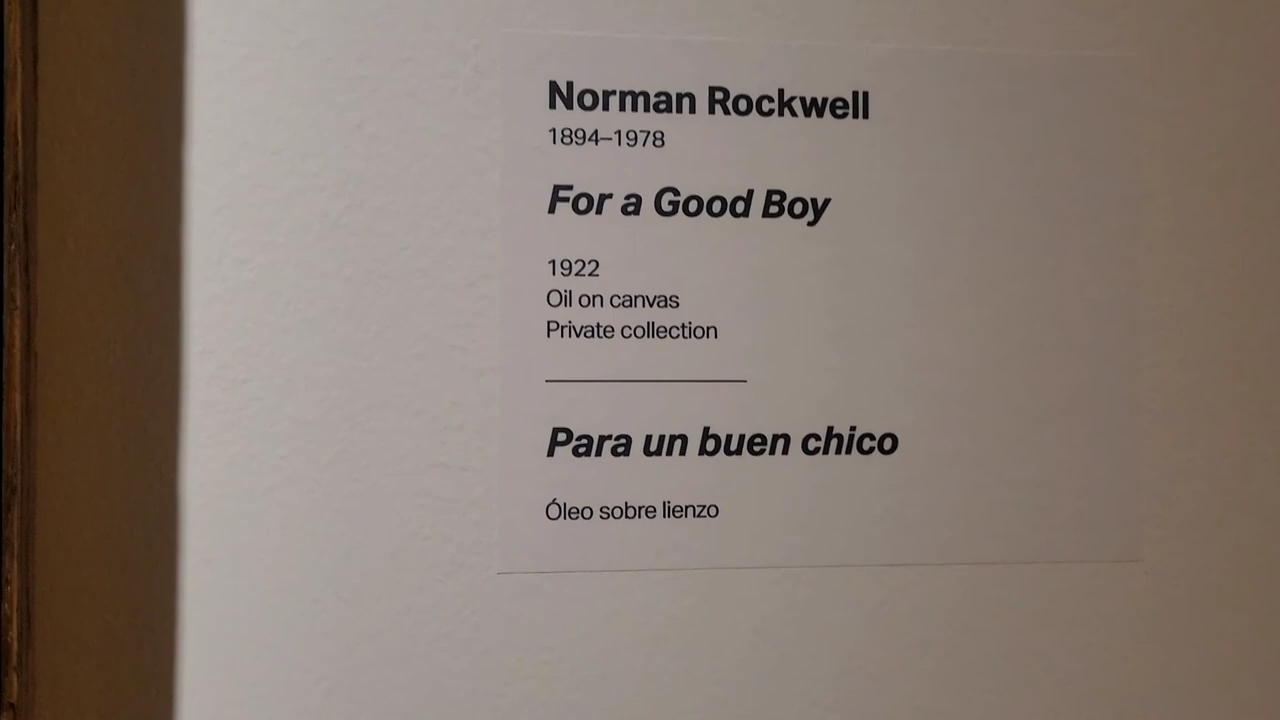 Norman Rockwell
1894–1978
For a Good Boy
1922
Oil on canvas
Private collection
Para un buen chico
Óleo sobre lienzo